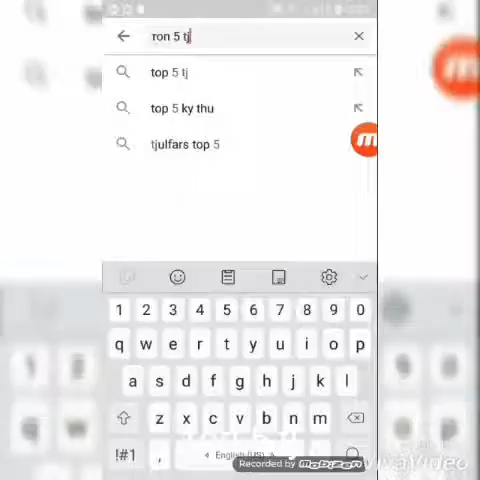 ron 5 tj
top 5 tj
top 5 ky thu
tjulfars top 5
1 2 3 4 5 6 7 8 9 0
q w e r t y u i o p
a s d f g h j k l
z x c v b n m
!#1 , English (US)
Recorded by mobizen
VivaVideo